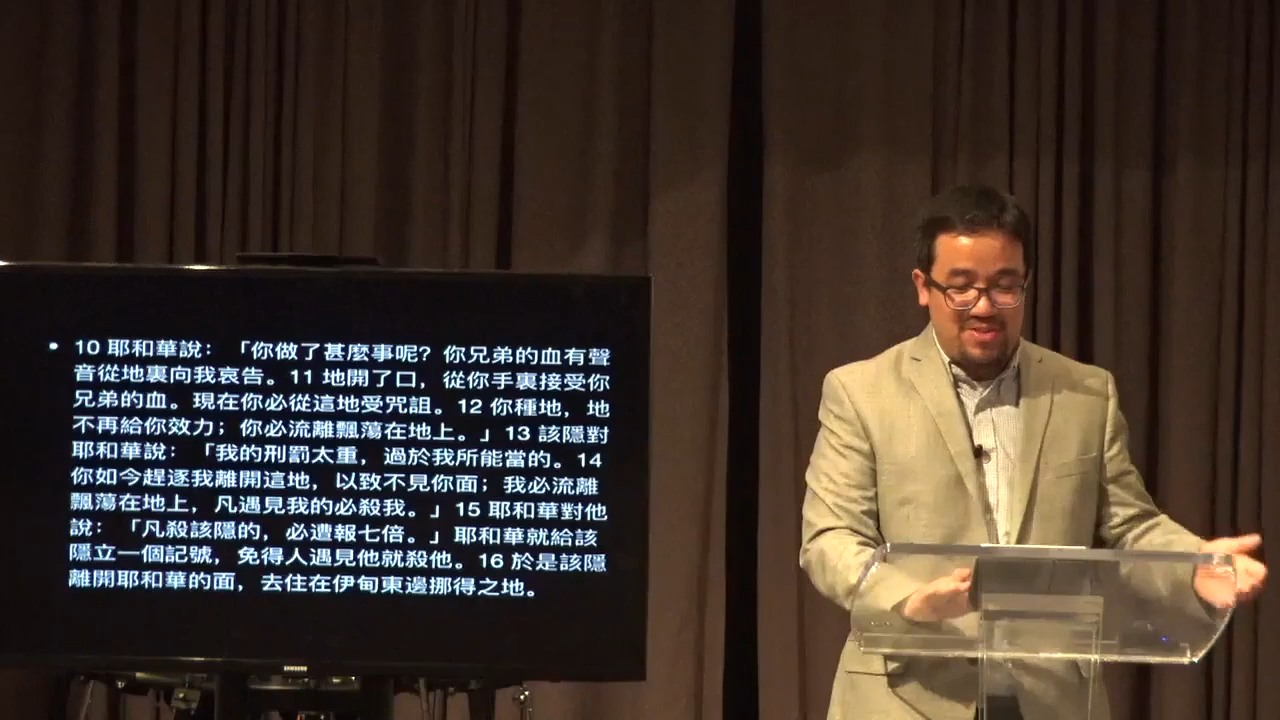 • 10 耶和華說：「你做了甚麼事呢？你兄弟的血有聲
音從地裏向我哀告。11 地開了口，從你手裏接受你
兄弟的血。現在你必從這地受咒詛。12 你種地，地
不再給你效力；你必流離飄蕩在地上。」13 該隱對
耶和華說：「我的刑罰太重，過於我所能當的。14
你如今趕逐我離開這地，以致不見你面；我必流離
飄蕩在地上，凡遇見我的必殺我。」15 耶和華對他
說：「凡殺該隱的，必遭報七倍。」耶和華就給該
隱立一個記號，免得人遇見他就殺他。16 於是該隱
離開耶和華的面，去住在伊甸東邊挪得之地。
SAMSUNG